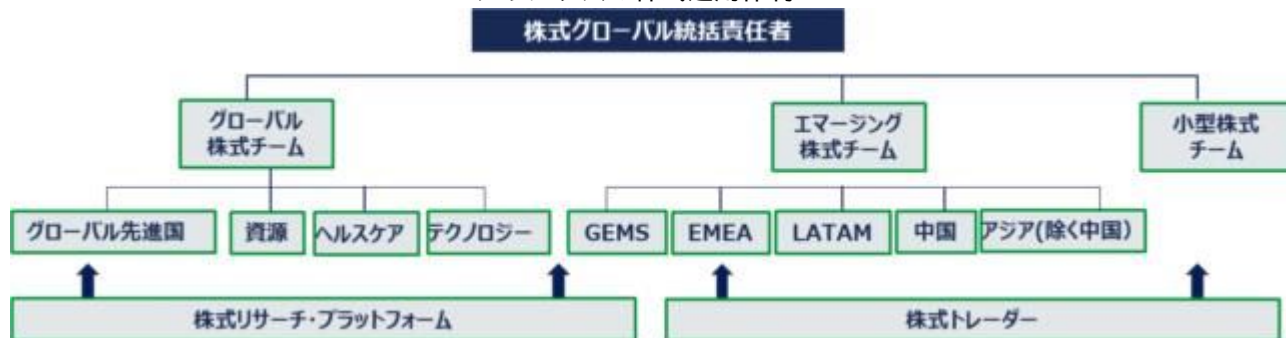 株式グローバル統括責任者
グローバル
株式チーム
エマージング
株式チーム
小型株式
チーム
グローバル先進国
資源
ヘルスケア
テクノロジー
GEMS
EMEA
LATAM
中国
アジア(除く中国)
株式リサーチ・プラットフォーム
株式トレーダー